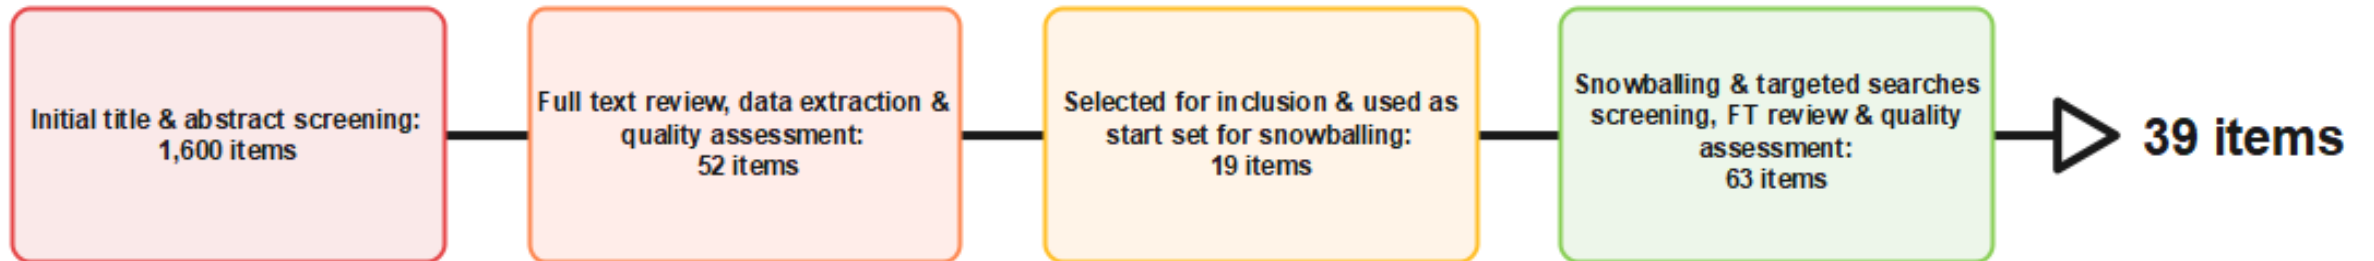 Initial title & abstract screening:
1,600 items
Full text review, data extraction &
quality assessment:
52 items
Selected for inclusion & used as
start set for snowballing:
19 items
Snowballing & targeted searches
screening, FT review & quality
assessment:
63 items
39 items